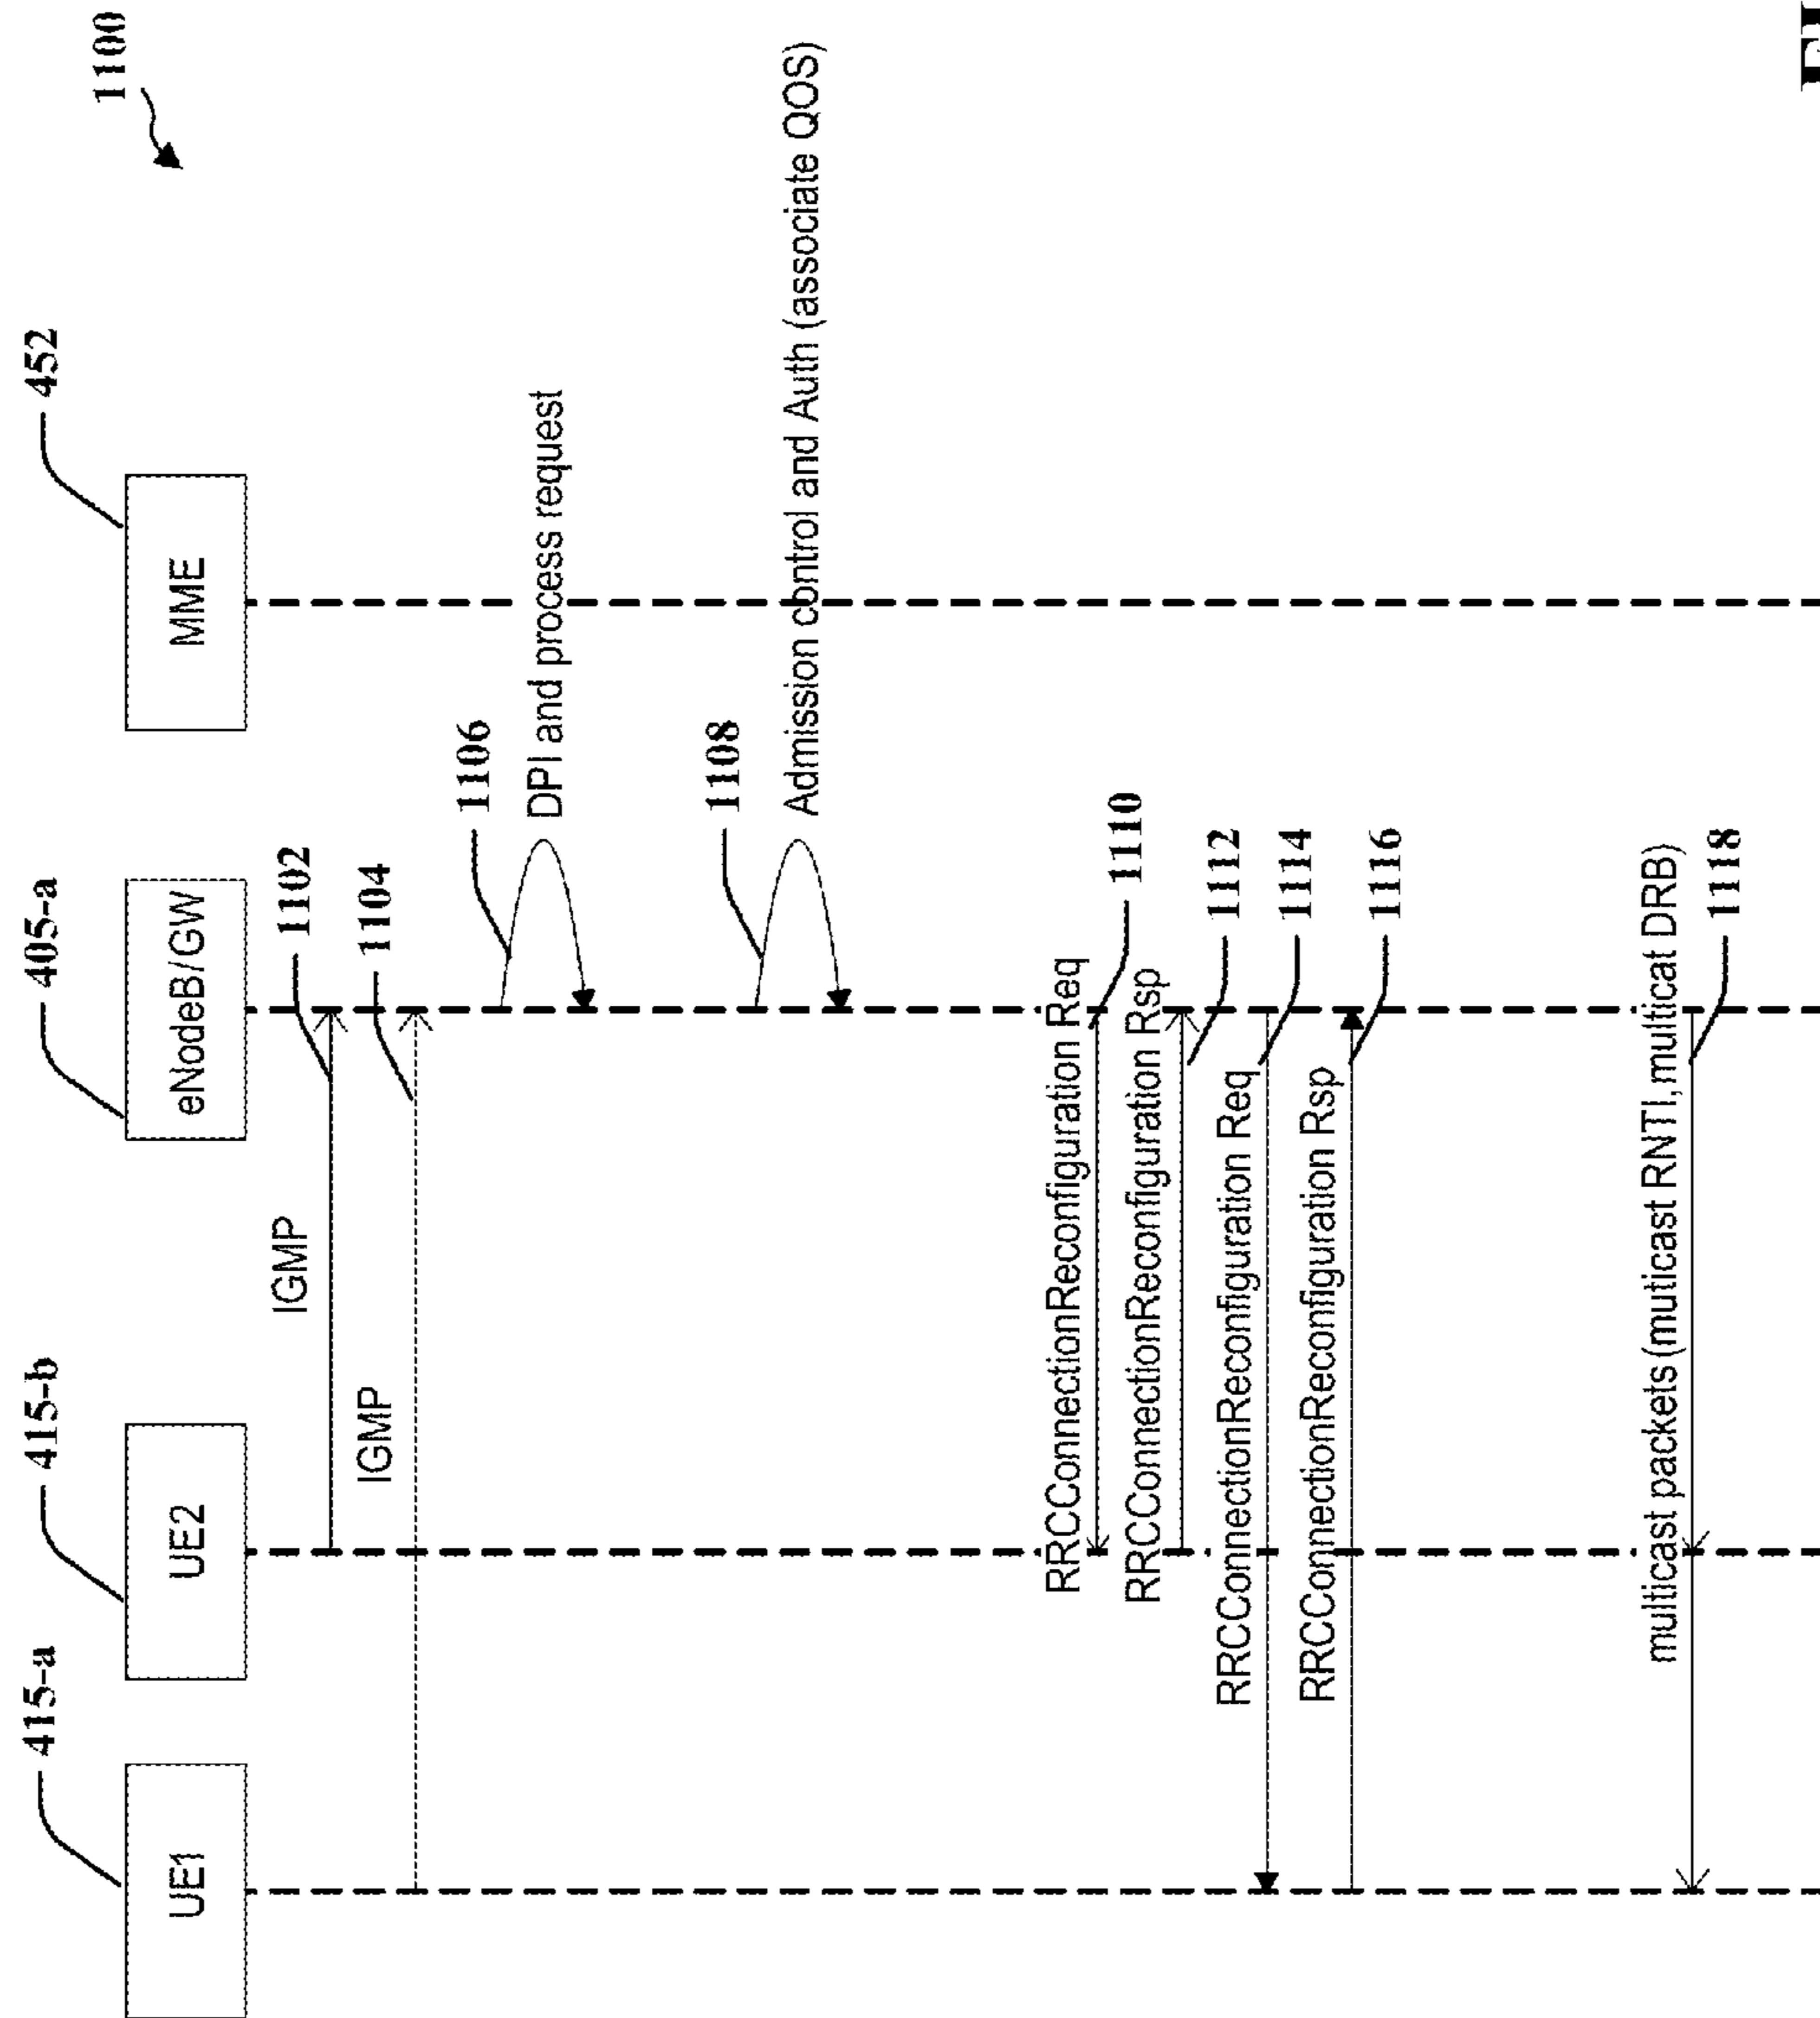 1100
415-a
415-b
405-a
452
UE1
UE2
eNodeB/GW
MME
IGMP
1102
IGMP
1104
1106
DPI and process request
1108
Admission control and Auth (associate QOS)
RRCConnectionReconfiguration Req
1110
RRCConnectionReconfiguration Rsp
1112
RRCConnectionReconfiguration Req
1114
RRCConnectionReconfiguration Rsp
1116
multicast packets (muticast RNTI, multicat DRB)
1118